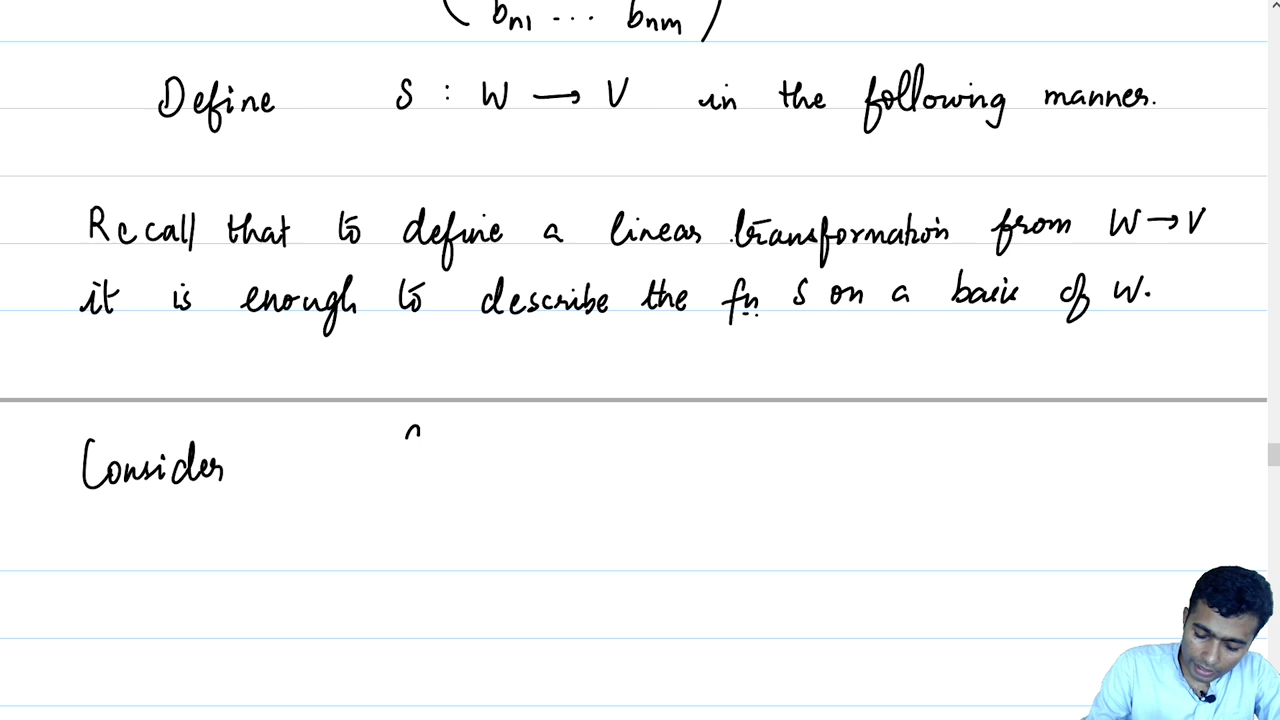 ( bn1 ... bnm )
Define S : W → V in the following manner.
Recall that to define a linear transformation from W → V
it is enough to describe the fn. S on a basis of W.
Consider